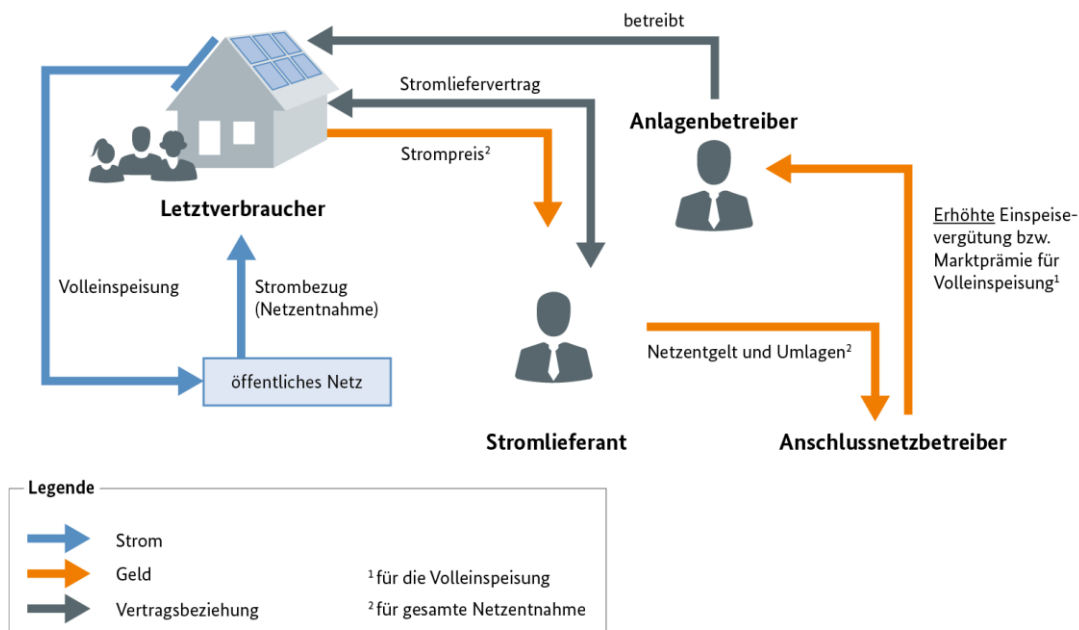 betreibt
Stromliefervertrag
Anlagenbetreiber
Strompreis²
Letztverbraucher
Erhöhte Einspeise-
vergütung bzw.
Marktprämie für
Volleinspeisung¹
Volleinspeisung
Strombezug
(Netzentnahme)
Netzentgelt und Umlagen²
öffentliches Netz
Stromlieferant
Anschlussnetzbetreiber
Legende
Strom
Geld
¹ für die Volleinspeisung
Vertragsbeziehung
² für gesamte Netzentnahme